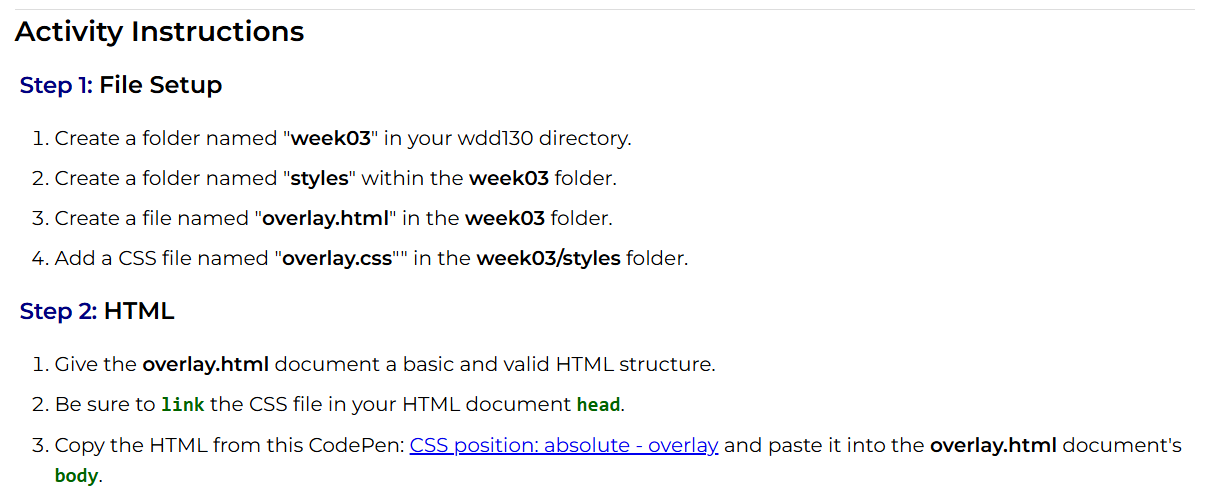 Activity Instructions
Step 1: File Setup
1. Create a folder named "week03" in your wdd130 directory.
2. Create a folder named "styles" within the week03 folder.
3. Create a file named "overlay.html" in the week03 folder.
4. Add a CSS file named "overlay.css"" in the week03/styles folder.
Step 2: HTML
1. Give the overlay.html document a basic and valid HTML structure.
2. Be sure to link the CSS file in your HTML document head.
3. Copy the HTML from this CodePen: CSS position: absolute - overlay and paste it into the overlay.html document's
body.